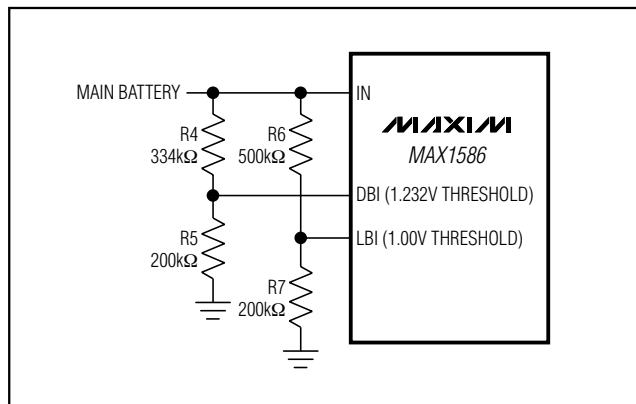 MAIN BATTERY
IN
MAXIM
MAX1586
R4
334kΩ
R6
500kΩ
DBI (1.232V THRESHOLD)
LBI (1.00V THRESHOLD)
R5
200kΩ
R7
200kΩ